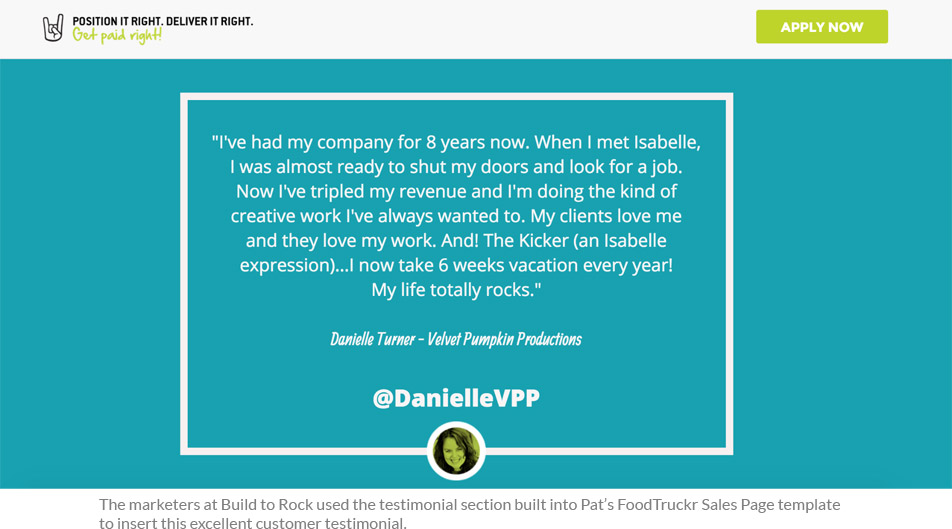 POSITION IT RIGHT. DELIVER IT RIGHT.
Get paid right!
APPLY NOW
"I've had my company for 8 years now. When I met Isabelle,
I was almost ready to shut my doors and look for a job.
Now I've tripled my revenue and I'm doing the kind of
creative work I've always wanted to. My clients love me
and they love my work. And! The Kicker (an Isabelle
expression)...I now take 6 weeks vacation every year!
My life totally rocks."
Danielle Turner - Velvet Pumpkin Productions
@DanielleVPP
The marketers at Build to Rock used the testimonial section built into Pat’s FoodTruckr Sales Page template
to insert this excellent customer testimonial.